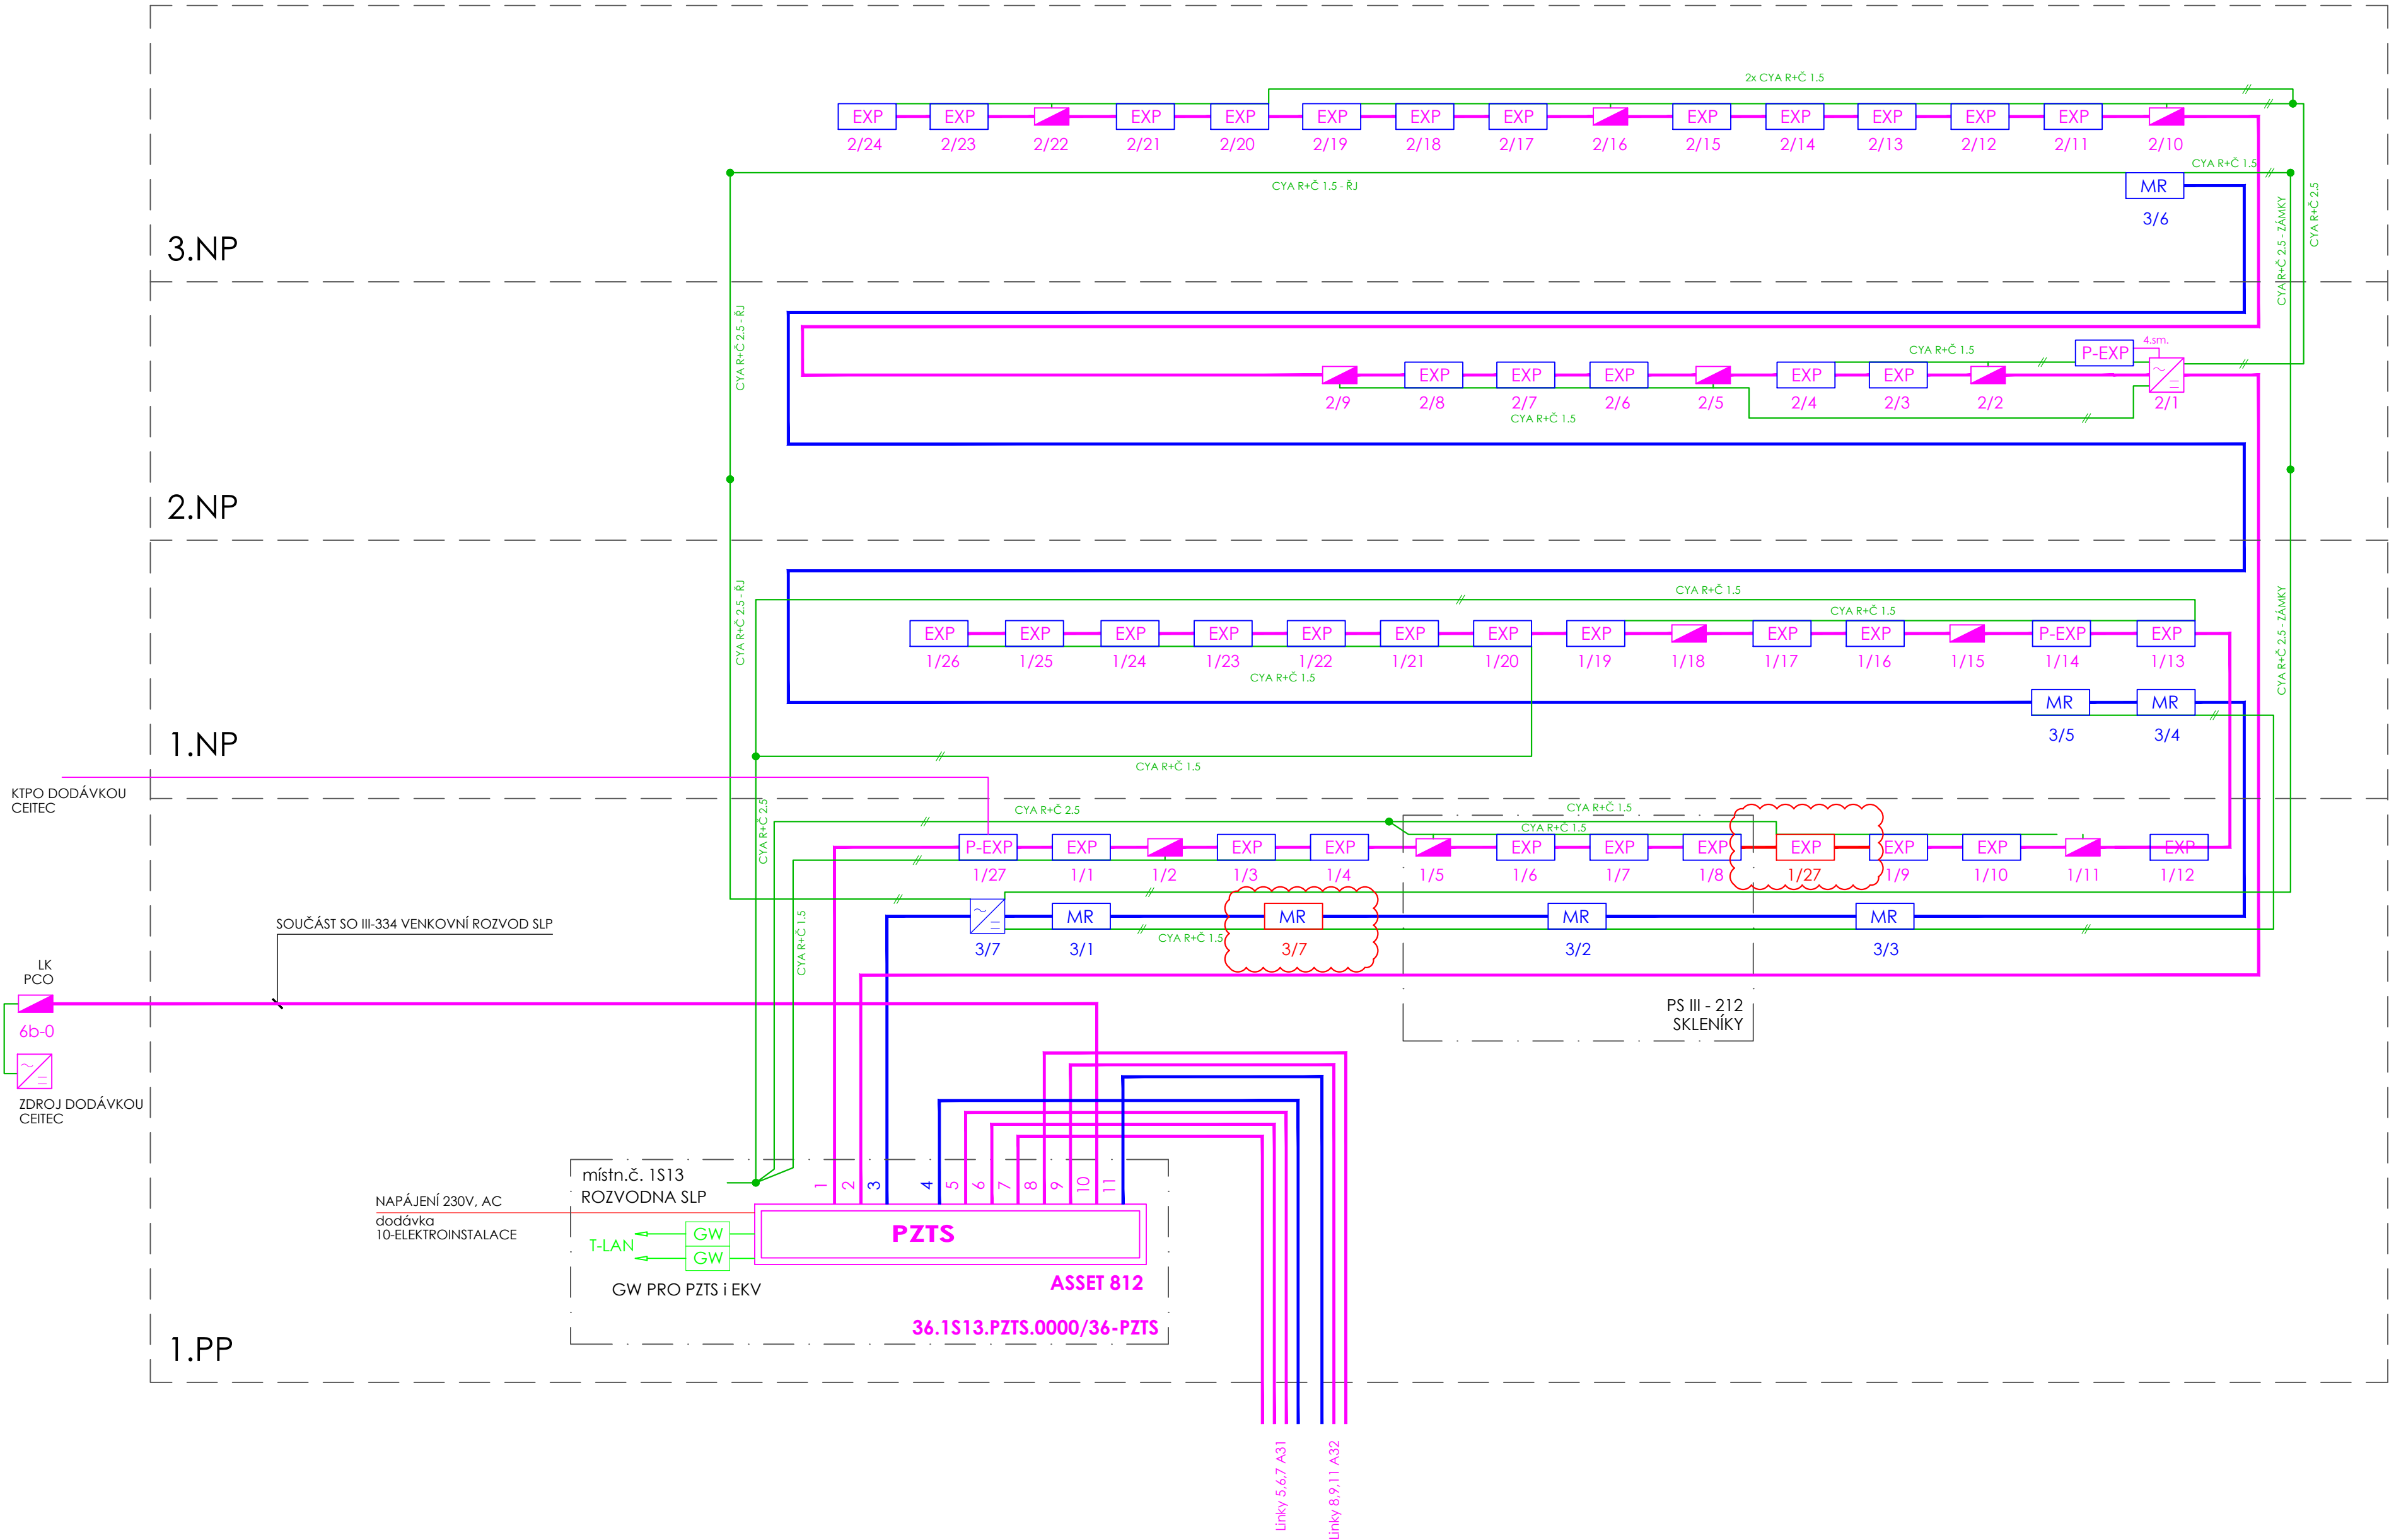 2x CYA R+Č 1.5
EXP EXP EXP EXP EXP EXP EXP EXP EXP EXP EXP EXP
2/24 2/23 2/22 2/21 2/20 2/19 2/18 2/17 2/16 2/15 2/14 2/13 2/12 2/11 2/10
CYA R+Č 1.5
CYA R+Č 1.5 - ŘJ
MR
3/6
CYA R+Č 2.5 - ZÁMKY
CYA R+Č 2.5
3.NP
CYA R+Č 2.5 - ŘJ
CYA R+Č 1.5
P-EXP
4.sm.
EXP EXP EXP EXP EXP
2/9 2/8 2/7 2/6 2/5 2/4 2/3 2/2 2/1
CYA R+Č 1.5
2.NP
CYA R+Č 2.5 - ŘJ
CYA R+Č 1.5
CYA R+Č 1.5
CYA R+Č 2.5 - ZÁMKY
EXP EXP EXP EXP EXP EXP EXP EXP EXP EXP P-EXP EXP
1/26 1/25 1/24 1/23 1/22 1/21 1/20 1/19 1/18 1/17 1/16 1/15 1/14 1/13
CYA R+Č 1.5
MR MR
3/5 3/4
1.NP
CYA R+Č 1.5
KTPO DODÁVKOU
CEITEC
CYA R+Č 2.5
CYA R+Č 2.5
CYA R+Č 1.5
CYA R+Č 1.5
P-EXP EXP EXP EXP EXP EXP EXP EXP EXP EXP EXP
1/27 1/1 1/2 1/3 1/4 1/5 1/6 1/7 1/8 1/27 1/9 1/10 1/11 1/12
CYA R+Č 1.5
MR MR MR MR
CYA R+Č 1.5
3/7 3/1 3/7 3/2 3/3
SOUČÁST SO III-334 VENKOVNÍ ROZVOD SLP
LK
PCO
6b-0
ZDROJ DODÁVKOU
CEITEC
PS III - 212
SKLENÍKY
místn.č. 1S13
ROZVODNA SLP
1 2 3 4 5 6 7 8 9 10 11
NAPÁJENÍ 230V, AC
dodávka
10-ELEKTROINSTALACE
T-LAN
GW
GW
PZTS
GW PRO PZTS i EKV
ASSET 812
36.1S13.PZTS.0000/36-PZTS
1.PP
Linky 5,6,7 A31
Linky 8,9,11 A32